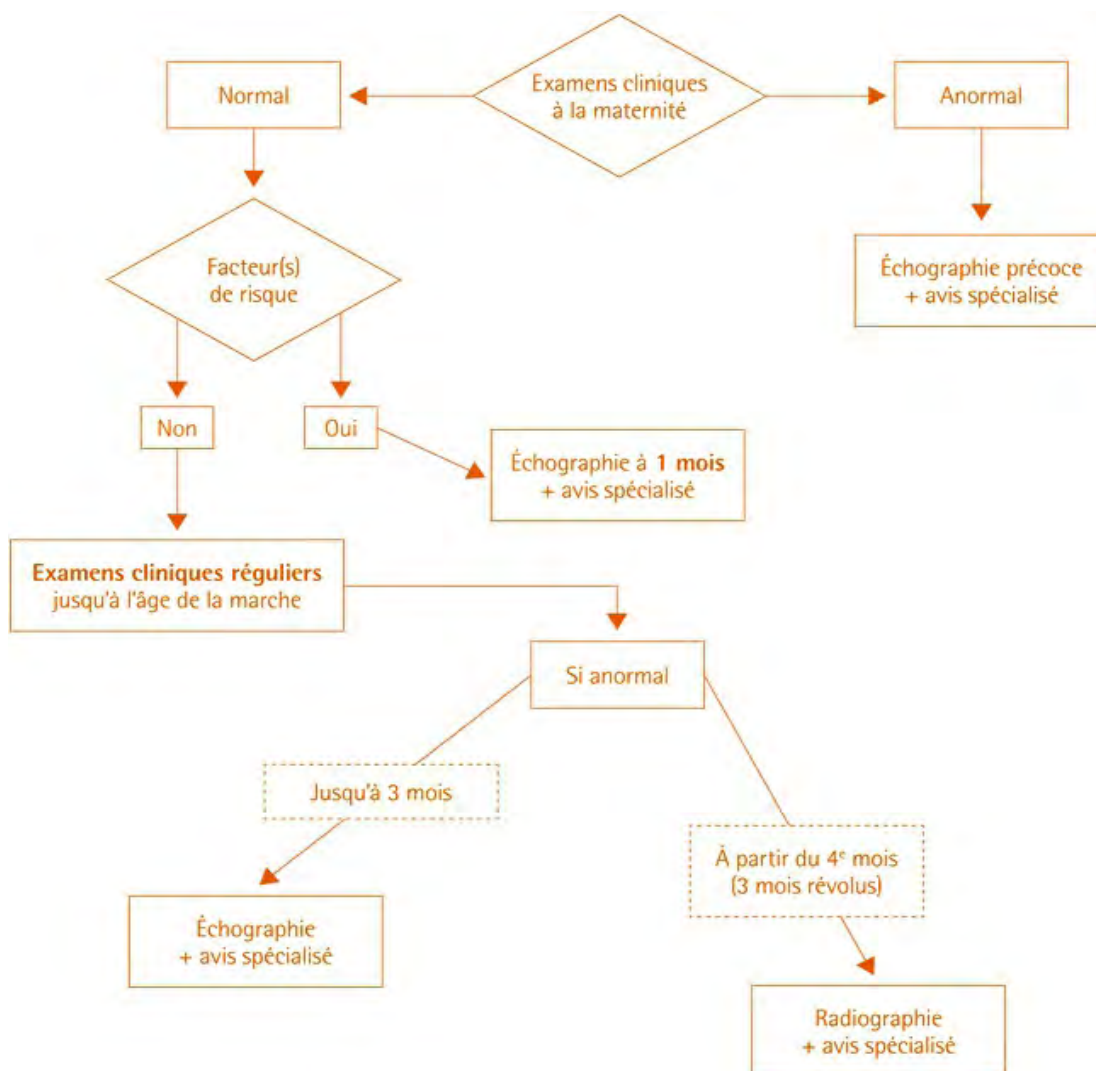 Examens cliniques
à la maternité
Normal
Anormal
Facteur(s)
de risque
Échographie précoce
+ avis spécialisé
Non
Oui
Échographie à 1 mois
+ avis spécialisé
Examens cliniques réguliers
jusqu'à l'âge de la marche
Si anormal
Jusqu'à 3 mois
À partir du 4e mois
(3 mois révolus)
Échographie
+ avis spécialisé
Radiographie
+ avis spécialisé